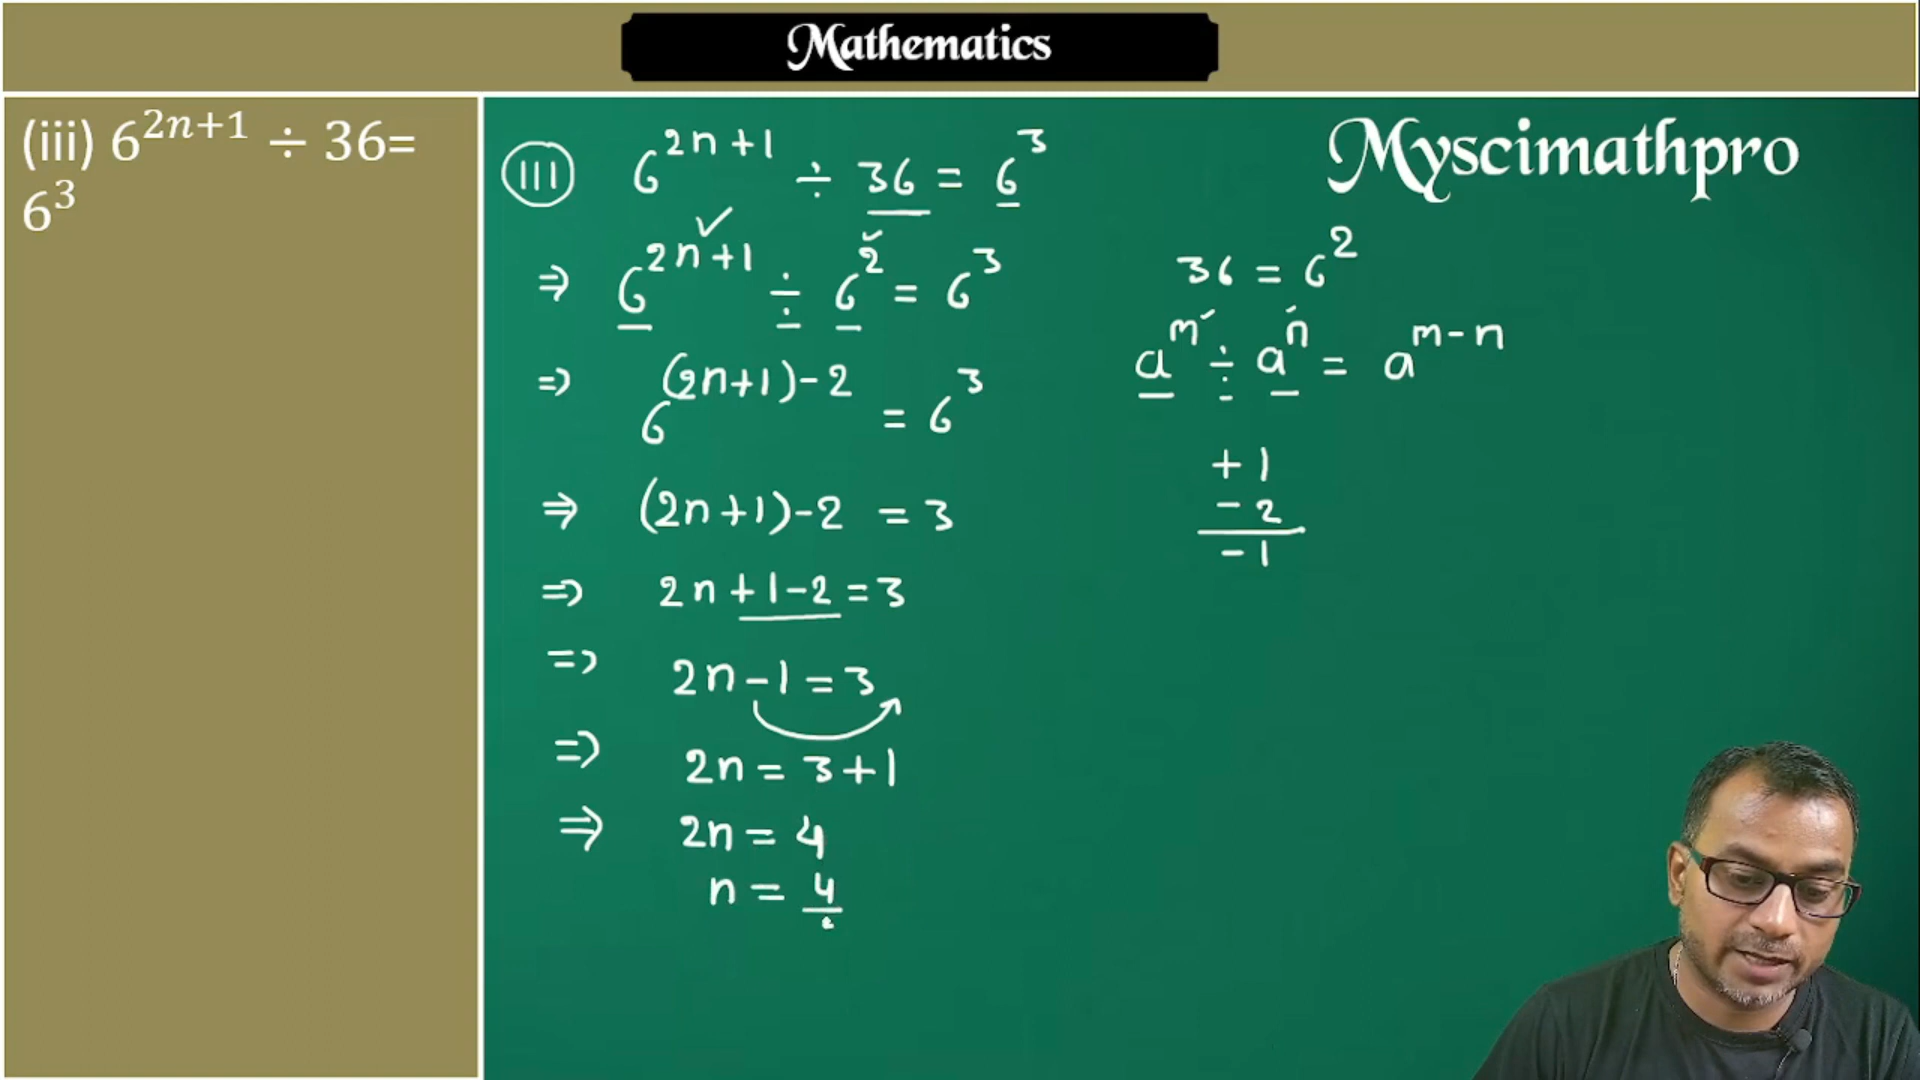 Mathematics
(iii) 6^{2n+1} ÷ 36=
6^3
Myscimathpro
(III) 6^{2n+1} ÷ 36 = 6^3
⇒ 6^{2n+1} ÷ 6^2 = 6^3
⇒ 6^{(2n+1)-2} = 6^3
⇒ (2n+1)-2 = 3
⇒ 2n+1-2=3
⇒ 2n-1=3
⇒ 2n=3+1
⇒ 2n=4
n = 4/
36 = 6^2
a^m ÷ a^n = a^{m-n}
+1
-2
-1